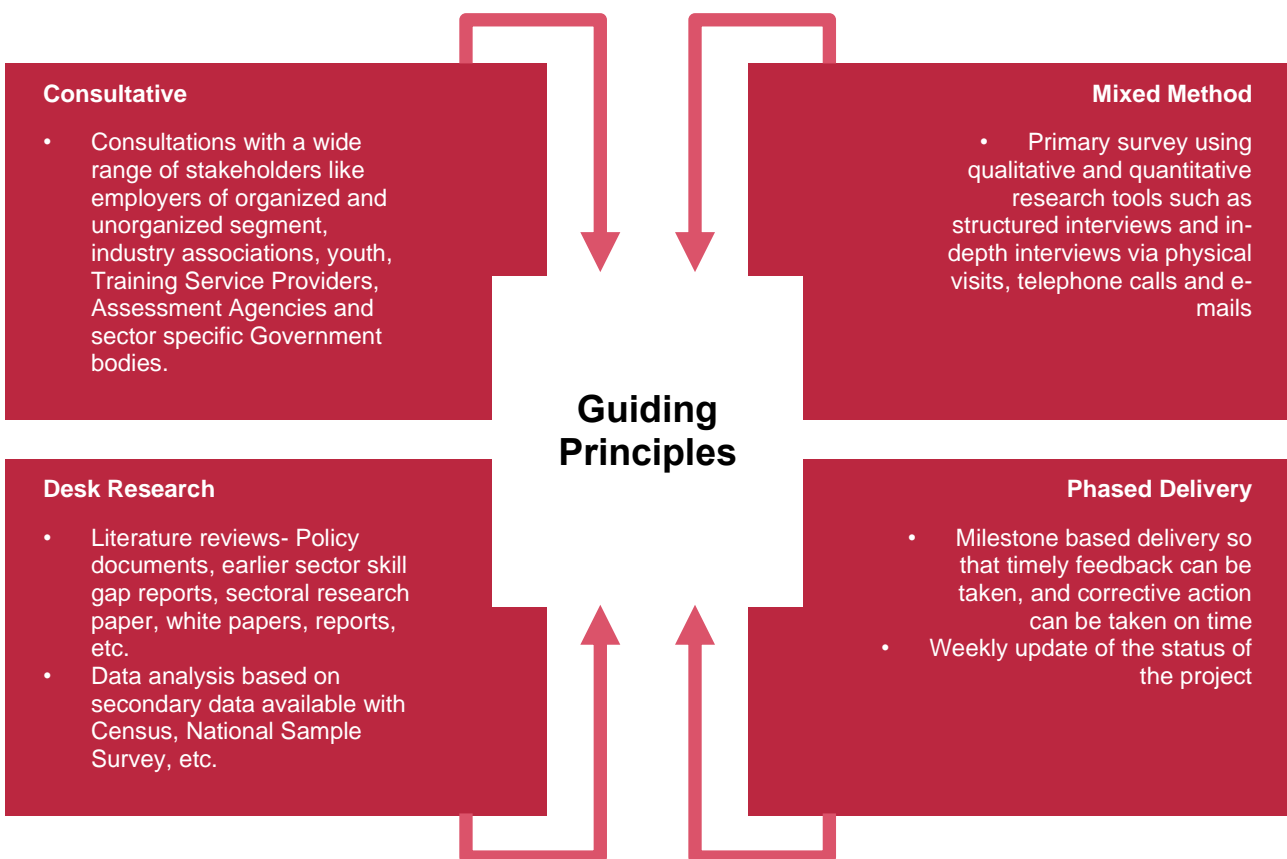 Consultative
• Consultations with a wide
range of stakeholders like
employers of organized and
unorganized segment,
industry associations, youth,
Training Service Providers,
Assessment Agencies and
sector specific Government
bodies.
Mixed Method
• Primary survey using
qualitative and quantitative
research tools such as
structured interviews and in-
depth interviews via physical
visits, telephone calls and e-
mails
Guiding
Principles
Desk Research
• Literature reviews- Policy
documents, earlier sector skill
gap reports, sectoral research
paper, white papers, reports,
etc.
• Data analysis based on
secondary data available with
Census, National Sample
Survey, etc.
Phased Delivery
• Milestone based delivery so
that timely feedback can be
taken, and corrective action
can be taken on time
• Weekly update of the status of
the project